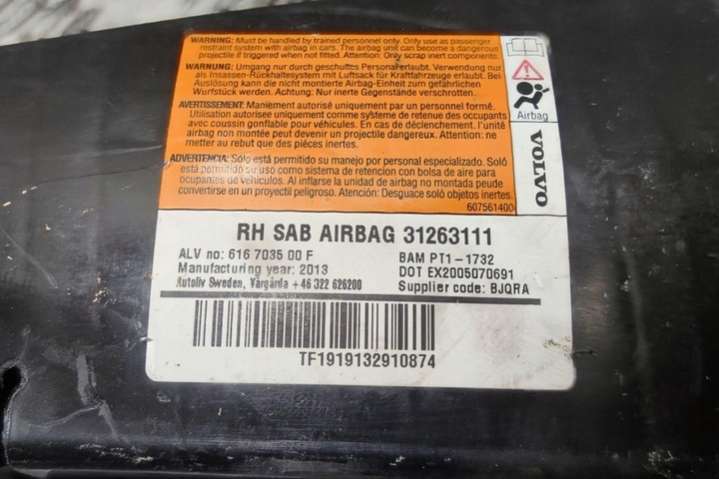 WARNING: Must be handled by trained personnel only. Only use as passenger
restraint system with airbag in cars. The airbag unit can become a dangerous
projectile if triggered when not fitted. Attention: Only scrap inert components.
WARNUNG: Umgang nur durch geschultes Personal erlaubt. Verwendung nur
als Insassen-Rückhaltesystem mit Luftsack für Kraftfahrzeuge erlaubt. Bei
Auslösung kann die nicht montierte Airbag-Einheit zum gefährlichen
Wurfstück werden. Achtung: Nur inerte Gegenstände verschrotten.
AVERTISSEMENT: Maniement autorisé uniquement par un personnel formé.
Utilisation autorisée uniquement comme système de retenue des occupants
avec coussin gonflable pour véhicules. En cas de déclenchement, l'unité
airbag non montée peut devenir un projectile dangereux. Attention: ne
mettre au rebut que des pièces inertes.
ADVERTENCIA: Sólo está permitido su manejo por personal especializado. Solo
está permitido su uso como sistema de retencion con bolsa de aire para
ocupantes de vehículos. Al inflarse la unidad de airbag no montada puede
convertirse en un proyectil peligroso. Atención: Desguace solo objetos inertes.
607561400
Airbag
VOLVO
RH SAB AIRBAG 31263111
ALV no: 616 7035 00 F
Manufacturing year: 2013
Autoliv Sweden, Vårgårda +46 322 626200
BAM PT1-1732
DOT EX2005070691
Supplier code: BJQRA
TF1919132910874